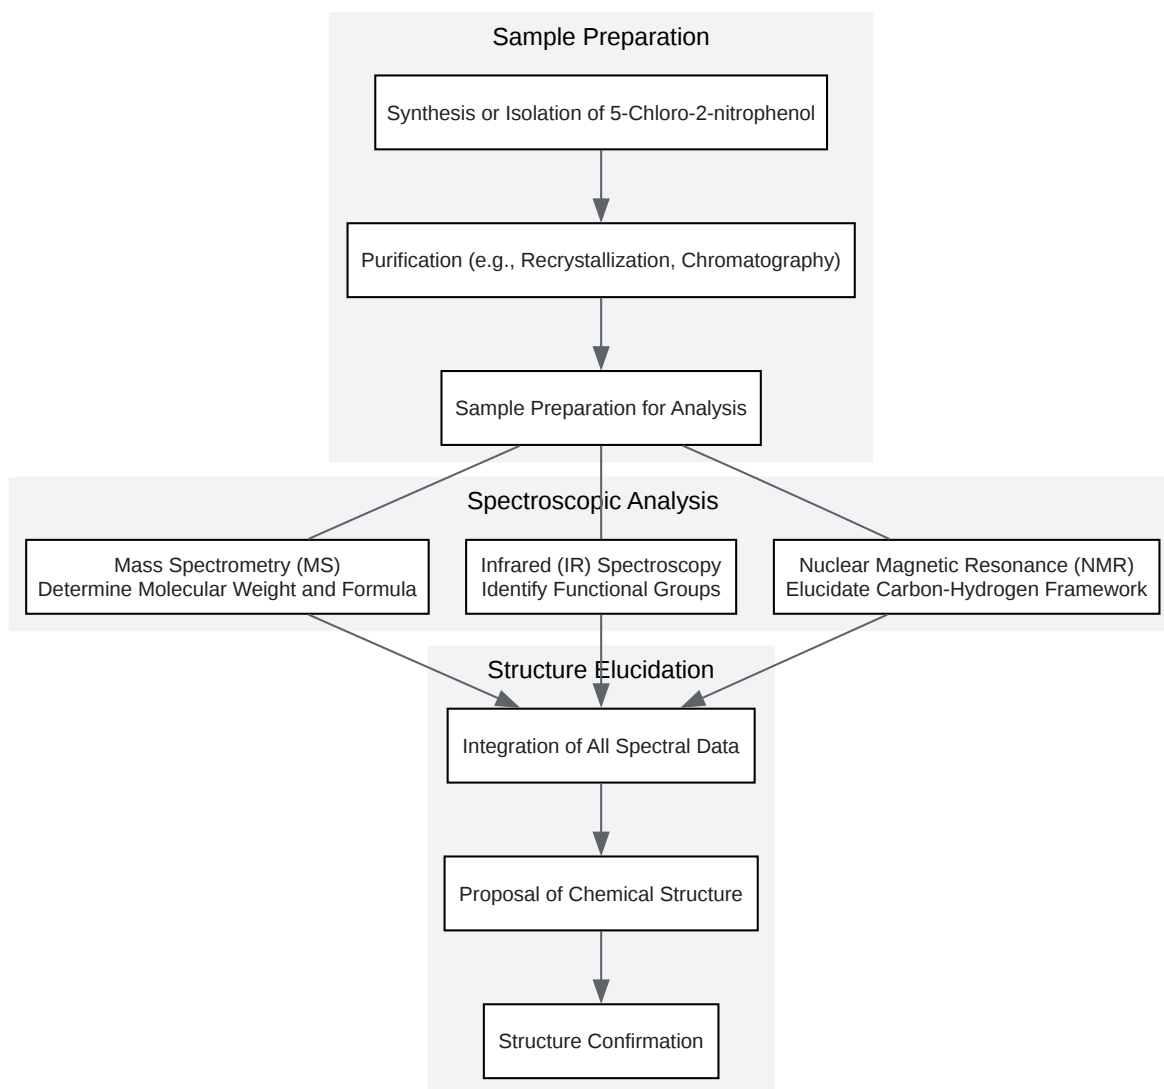 Sample Preparation
Synthesis or Isolation of 5-Chloro-2-nitrophenol
Purification (e.g., Recrystallization, Chromatography)
Sample Preparation for Analysis
Spectroscopic Analysis
Mass Spectrometry (MS)
Determine Molecular Weight and Formula
Infrared (IR) Spectroscopy
Identify Functional Groups
Nuclear Magnetic Resonance (NMR)
Elucidate Carbon-Hydrogen Framework
Structure Elucidation
Integration of All Spectral Data
Proposal of Chemical Structure
Structure Confirmation